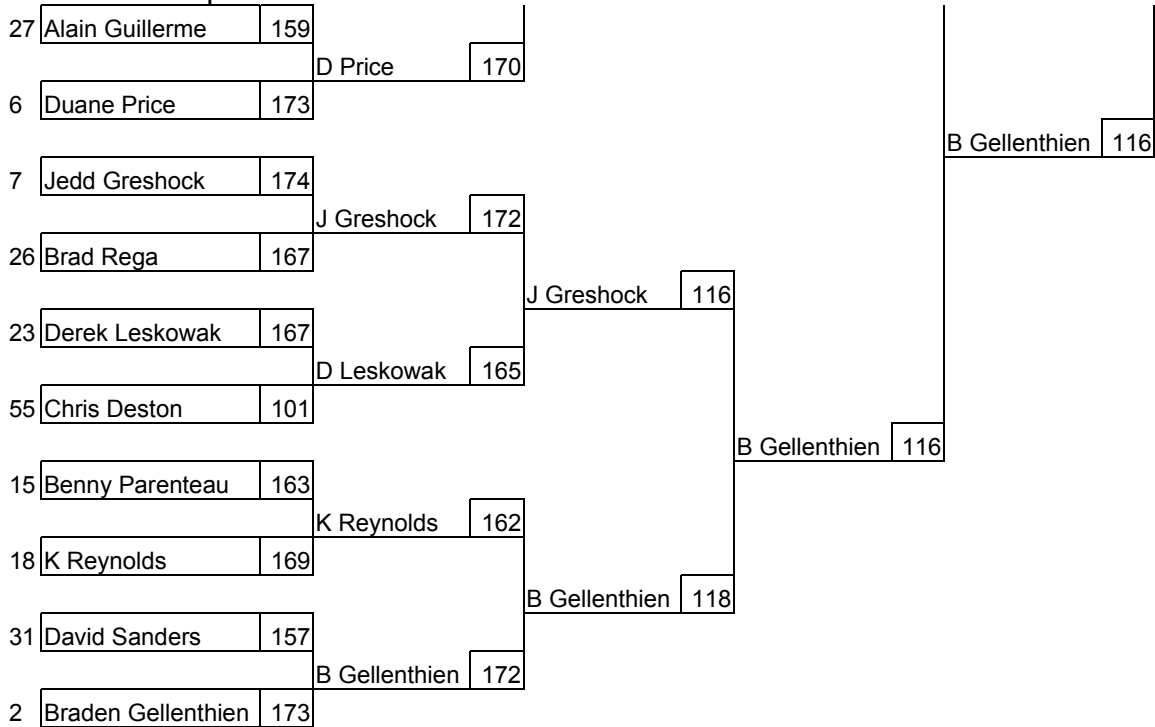 27 Alain Guillerme 159
D Price 170
6 Duane Price 173
B Gellenthien 116
7 Jedd Greshock 174
J Greshock 172
26 Brad Rega 167
J Greshock 116
23 Derek Leskowak 167
D Leskowak 165
55 Chris Deston 101
B Gellenthien 116
15 Benny Parenteau 163
K Reynolds 162
18 K Reynolds 169
B Gellenthien 118
31 David Sanders 157
B Gellenthien 172
2 Braden Gellenthien 173